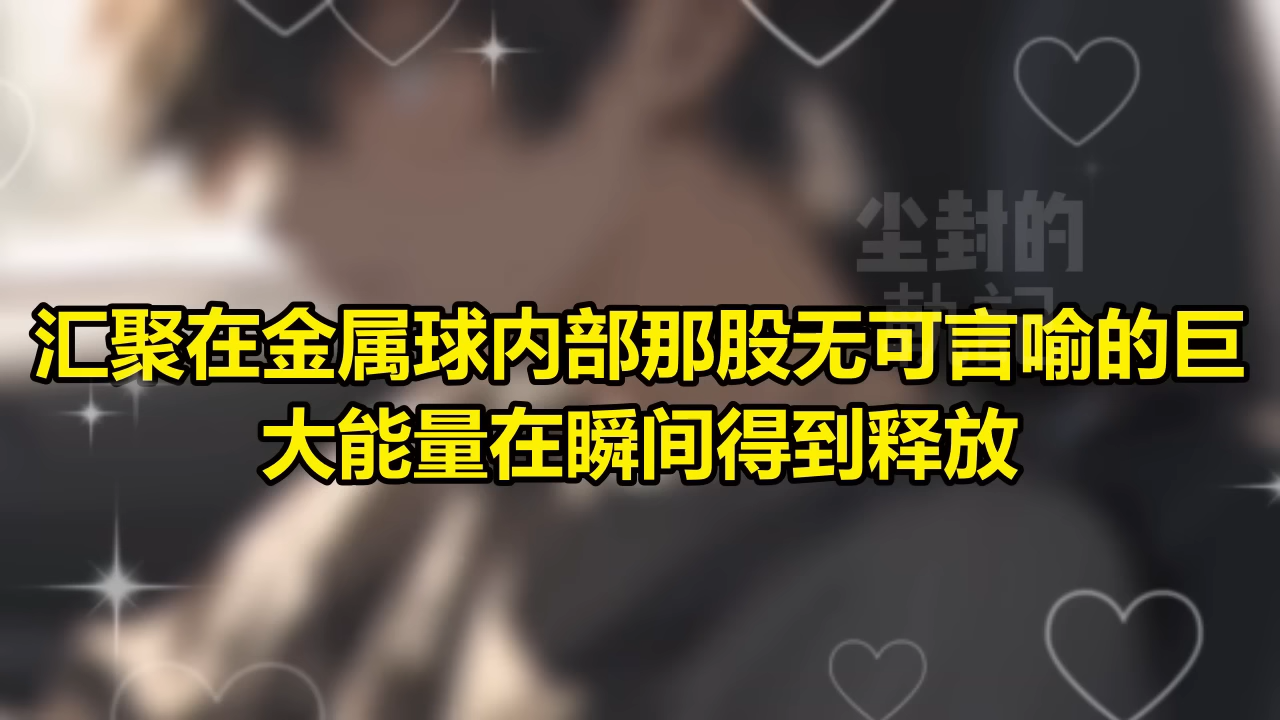 尘封的
汇聚在金属球内部那股无可言喻的巨
大能量在瞬间得到释放